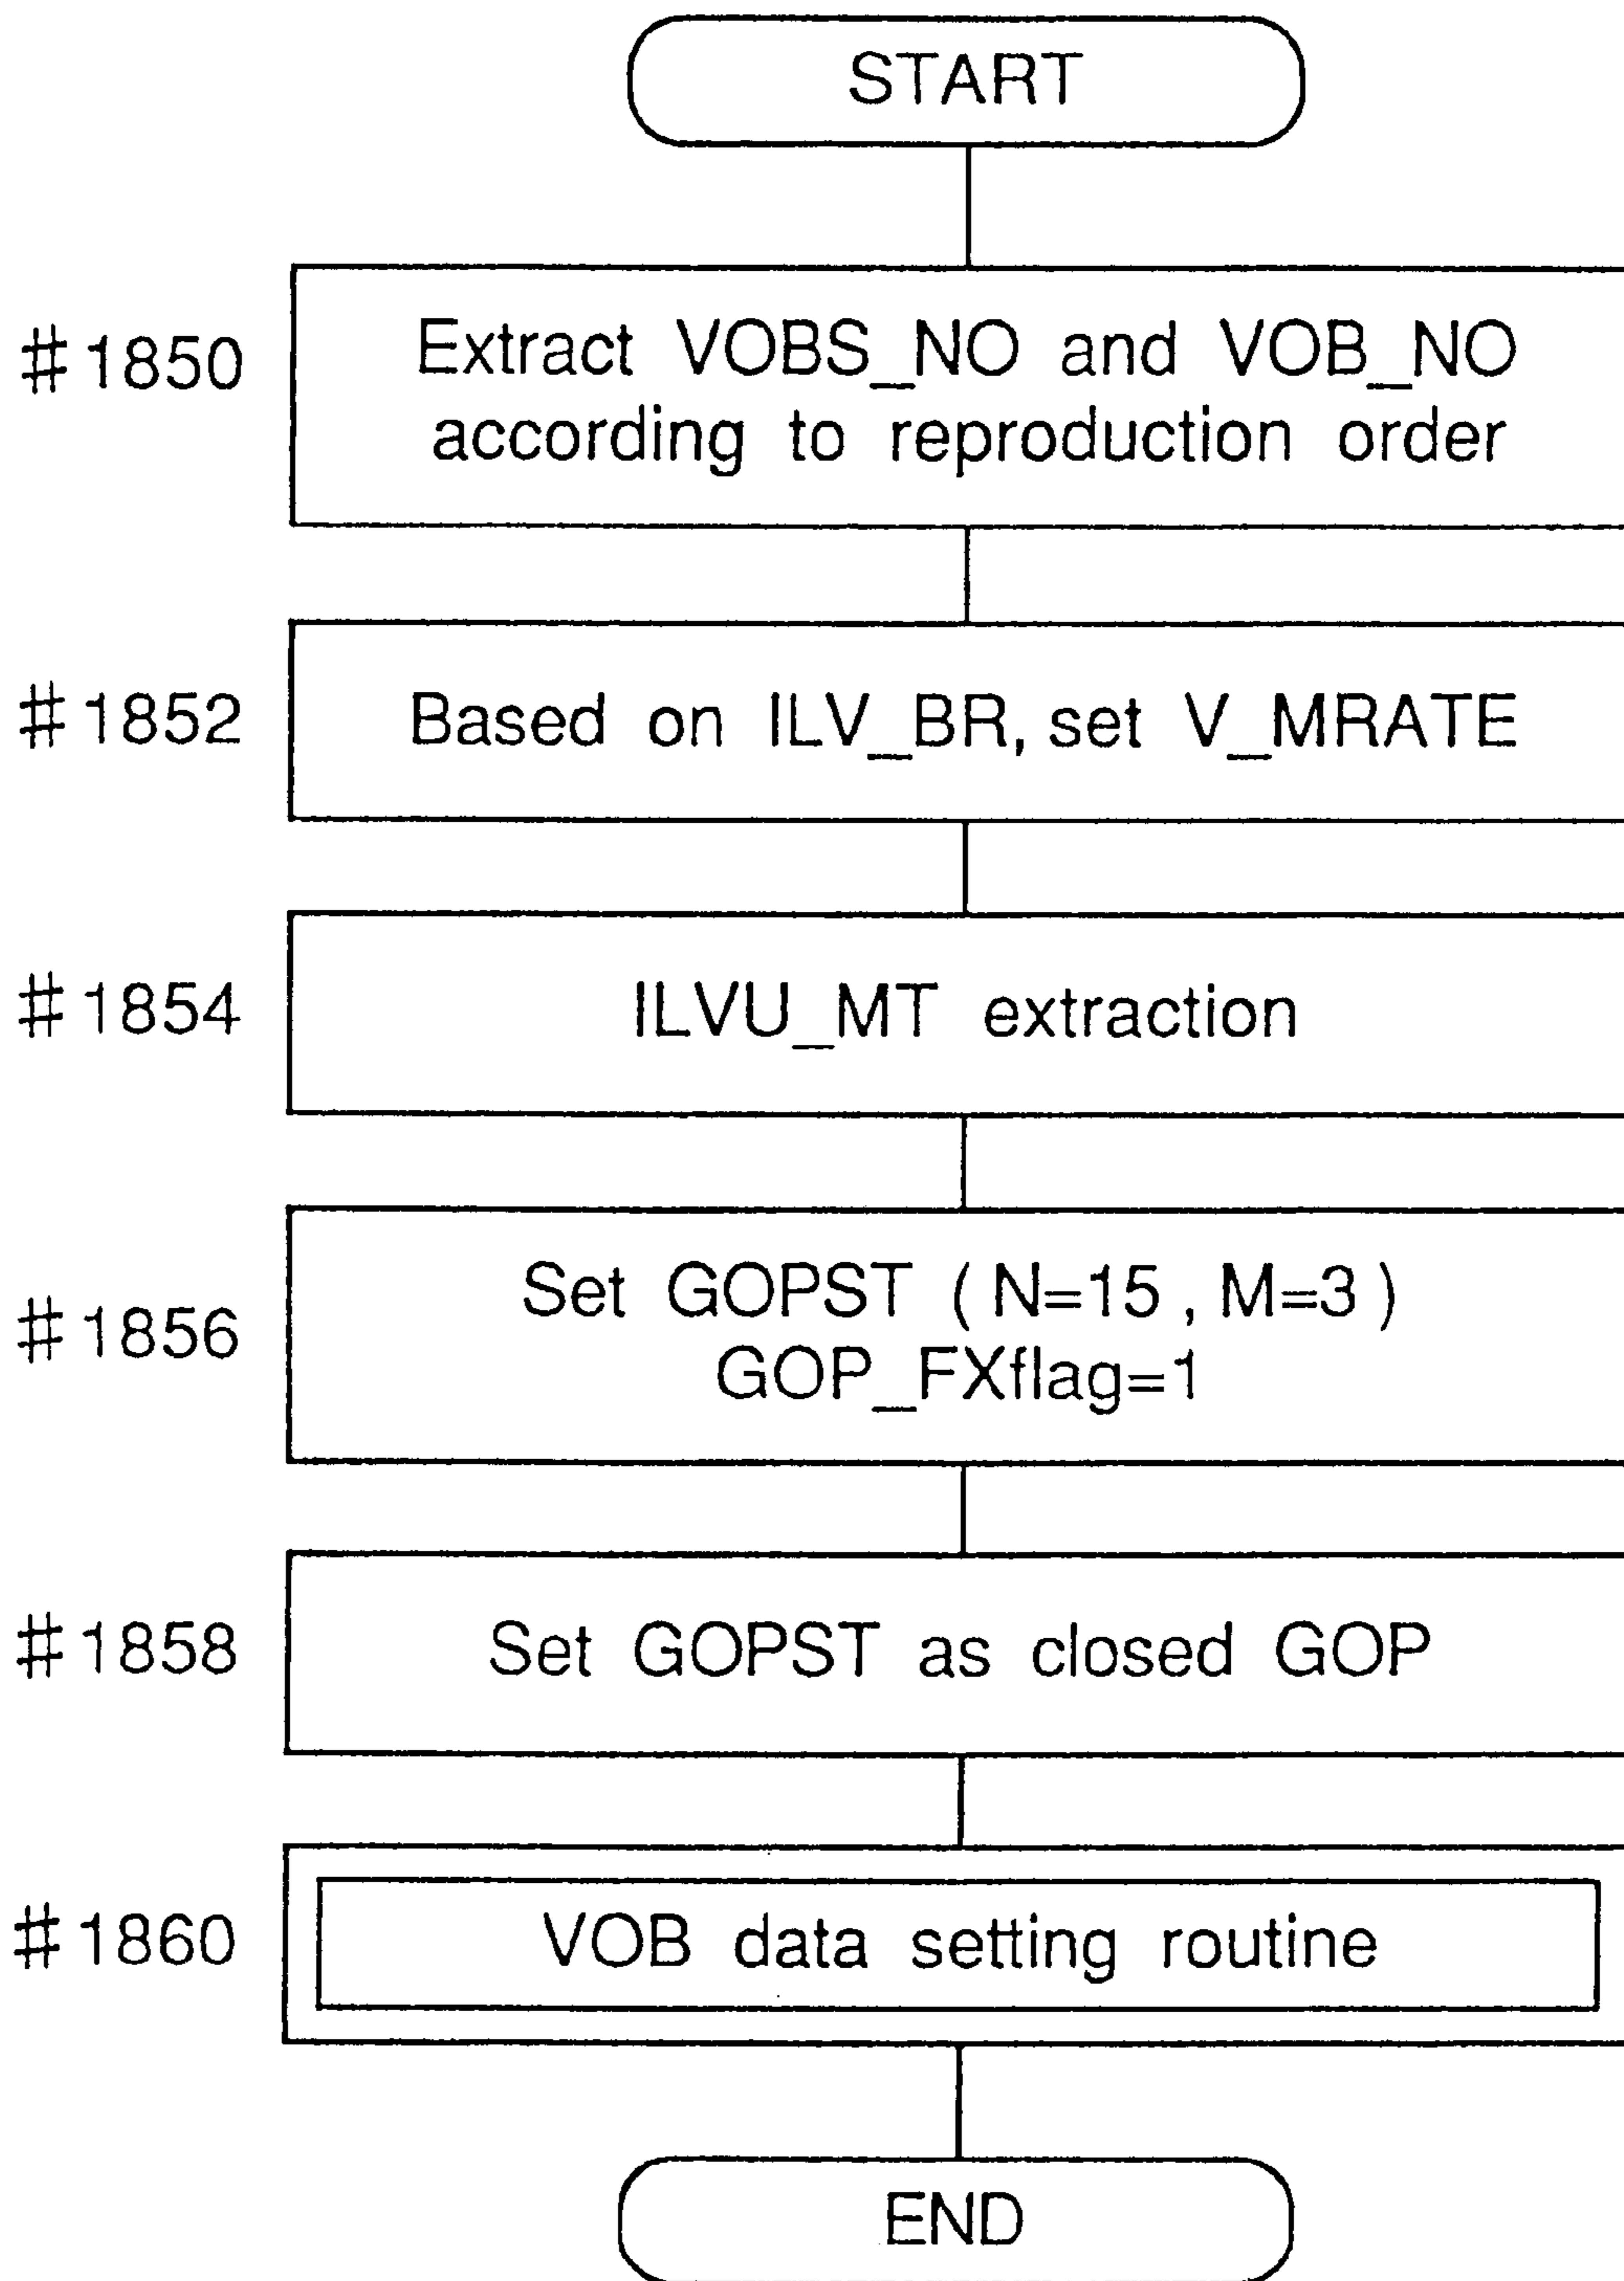 START
#1850
Extract VOBS_NO and VOB_NO
according to reproduction order
#1852
Based on ILV_BR, set V_MRATE
#1854
ILVU_MT extraction
#1856
Set GOPST ( N=15 , M=3 )
GOP_FXflag=1
#1858
Set GOPST as closed GOP
#1860
VOB data setting routine
END